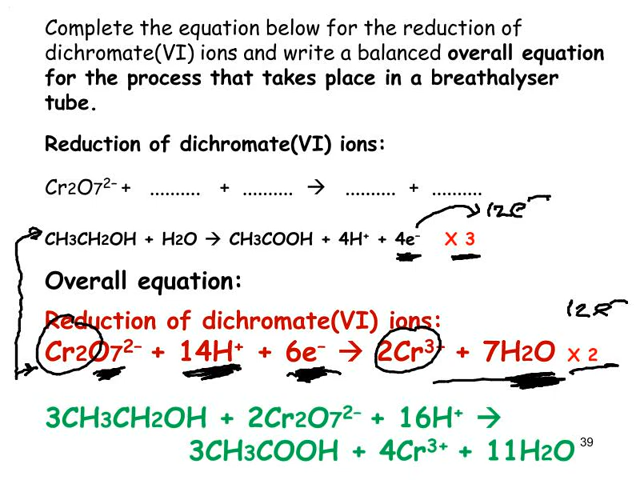 Complete the equation below for the reduction of
dichromate(VI) ions and write a balanced overall equation
for the process that takes place in a breathalyser
tube.
Reduction of dichromate(VI) ions:
Cr2O7²⁻ + .......... + .......... → .......... + ..........
12e⁻
CH3CH2OH + H2O → CH3COOH + 4H⁺ + 4e⁻ X 3
Overall equation:
12e⁻
Reduction of dichromate(VI) ions:
Cr2O7²⁻ + 14H⁺ + 6e⁻ → 2Cr³⁺ + 7H2O X 2
3CH3CH2OH + 2Cr2O7²⁻ + 16H⁺ →
3CH3COOH + 4Cr³⁺ + 11H2O
39